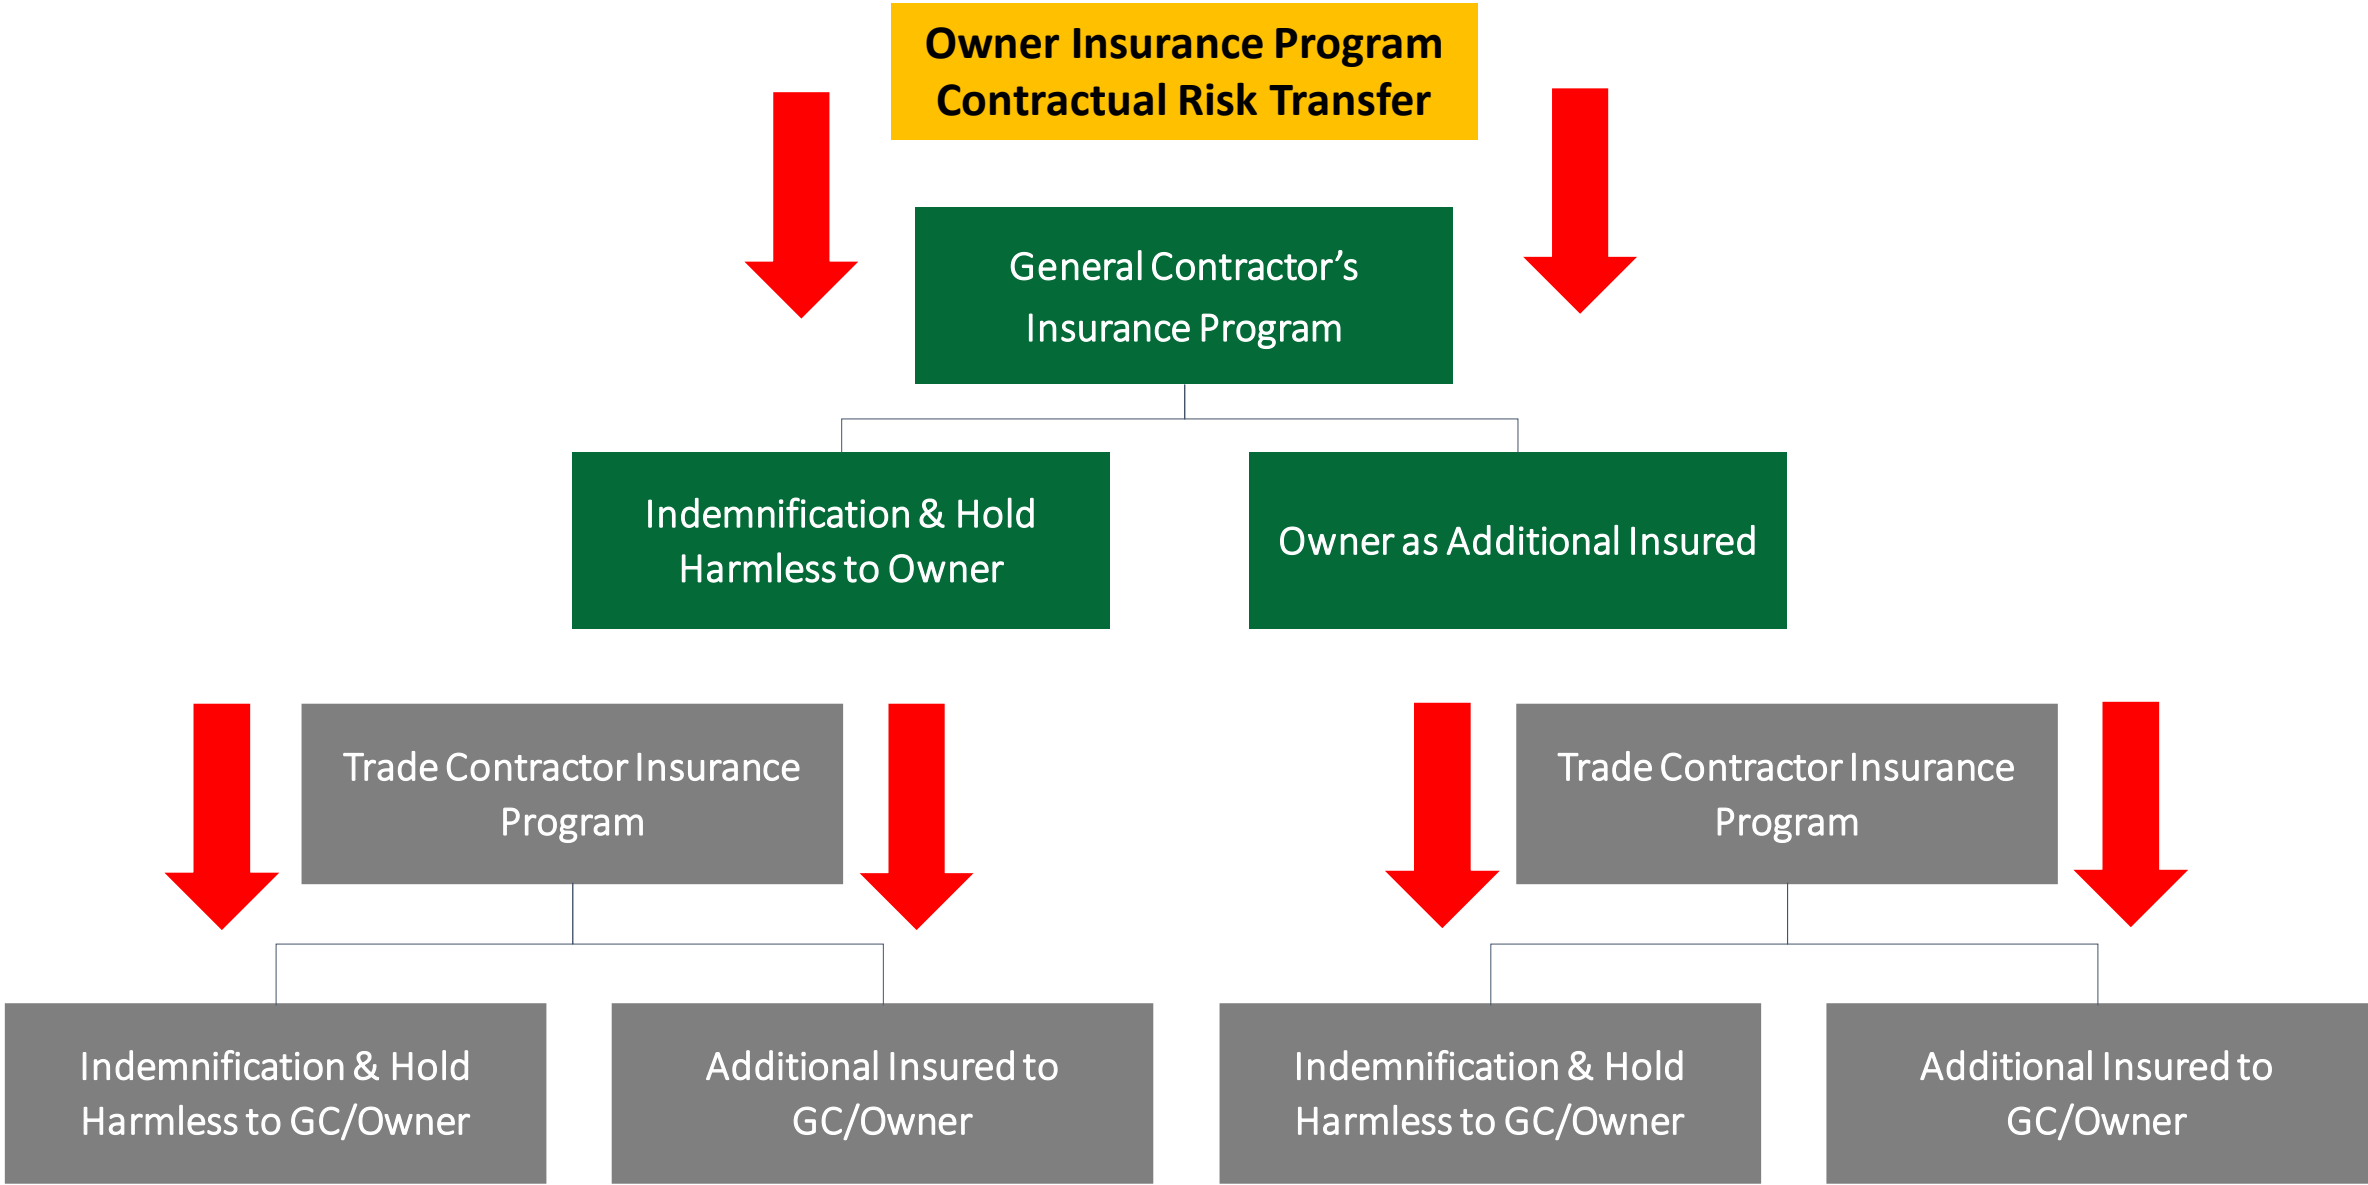 Owner Insurance Program
Contractual Risk Transfer
General Contractor’s
Insurance Program
Indemnification & Hold
Harmless to Owner
Owner as Additional Insured
Trade Contractor Insurance
Program
Trade Contractor Insurance
Program
Indemnification & Hold
Harmless to GC/Owner
Additional Insured to
GC/Owner
Indemnification & Hold
Harmless to GC/Owner
Additional Insured to
GC/Owner